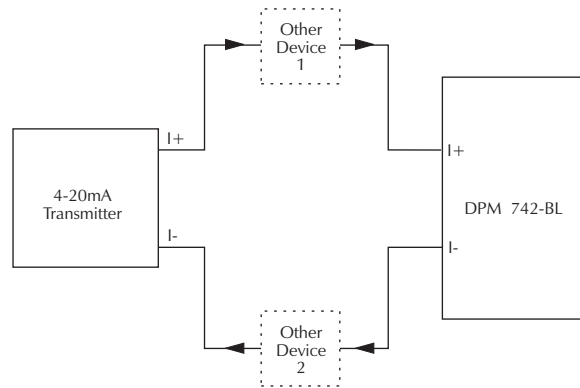 Other
Device
1
I+
I+
4-20mA
Transmitter
DPM 742-BL
I-
I-
Other
Device
2